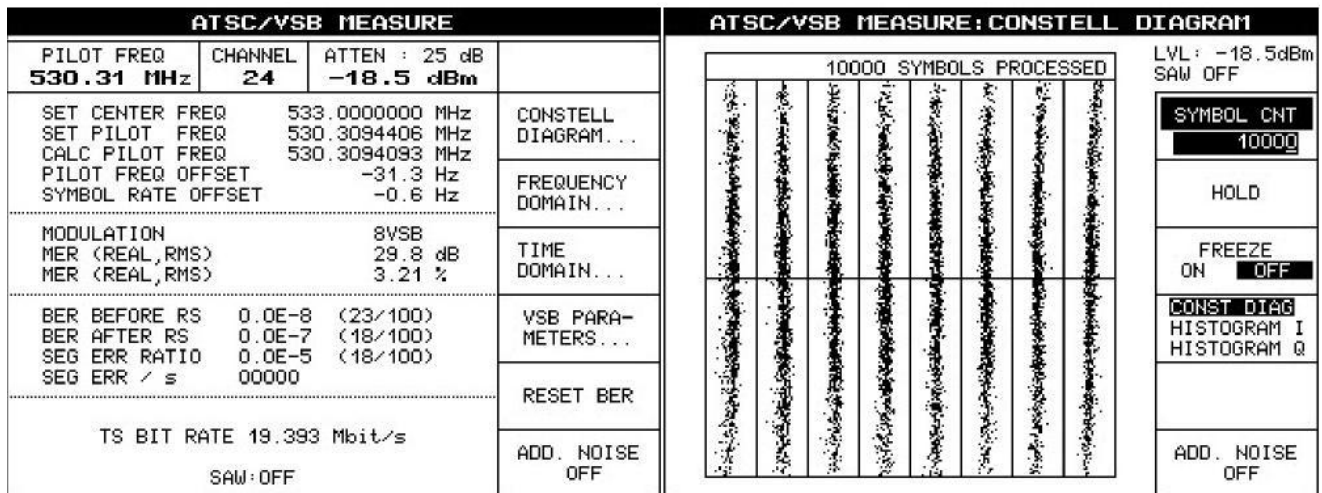 ATSC/VSB MEASURE
PILOT FREQ CHANNEL ATTEN : 25 dB
530.31 MHz 24 -18.5 dBm
SET CENTER FREQ 533.0000000 MHz
SET PILOT FREQ 530.3094406 MHz
CALC PILOT FREQ 530.3094093 MHz
PILOT FREQ OFFSET -31.3 Hz
SYMBOL RATE OFFSET -0.6 Hz
MODULATION 8VSB
MER (REAL,RMS) 29.8 dB
MER (REAL,RMS) 3.21 %
BER BEFORE RS 0.0E-8 (23/100)
BER AFTER RS 0.0E-7 (18/100)
SEG ERR RATIO 0.0E-5 (18/100)
SEG ERR / s 00000
TS BIT RATE 19.393 Mbit/s
SAW:OFF
CONSTELL
DIAGRAM...
FREQUENCY
DOMAIN...
TIME
DOMAIN...
VSB PARA-
METERS...
RESET BER
ADD. NOISE
OFF
ATSC/VSB MEASURE:CONSTELL DIAGRAM
10000 SYMBOLS PROCESSED
LVL: -18.5dBm
SAW OFF
SYMBOL CNT
10000
HOLD
FREEZE
ON OFF
CONST DIAG
HISTOGRAM I
HISTOGRAM Q
ADD. NOISE
OFF